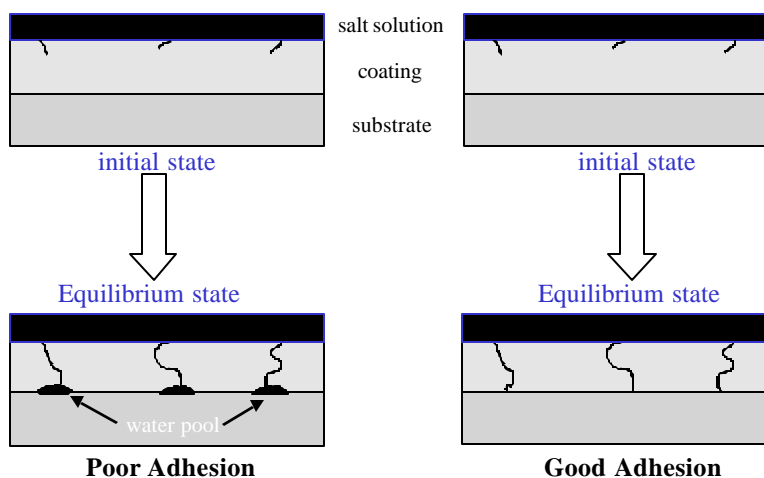 salt solution
coating
substrate
initial state
initial state
Equilibrium state
Equilibrium state
water pool
Poor Adhesion
Good Adhesion